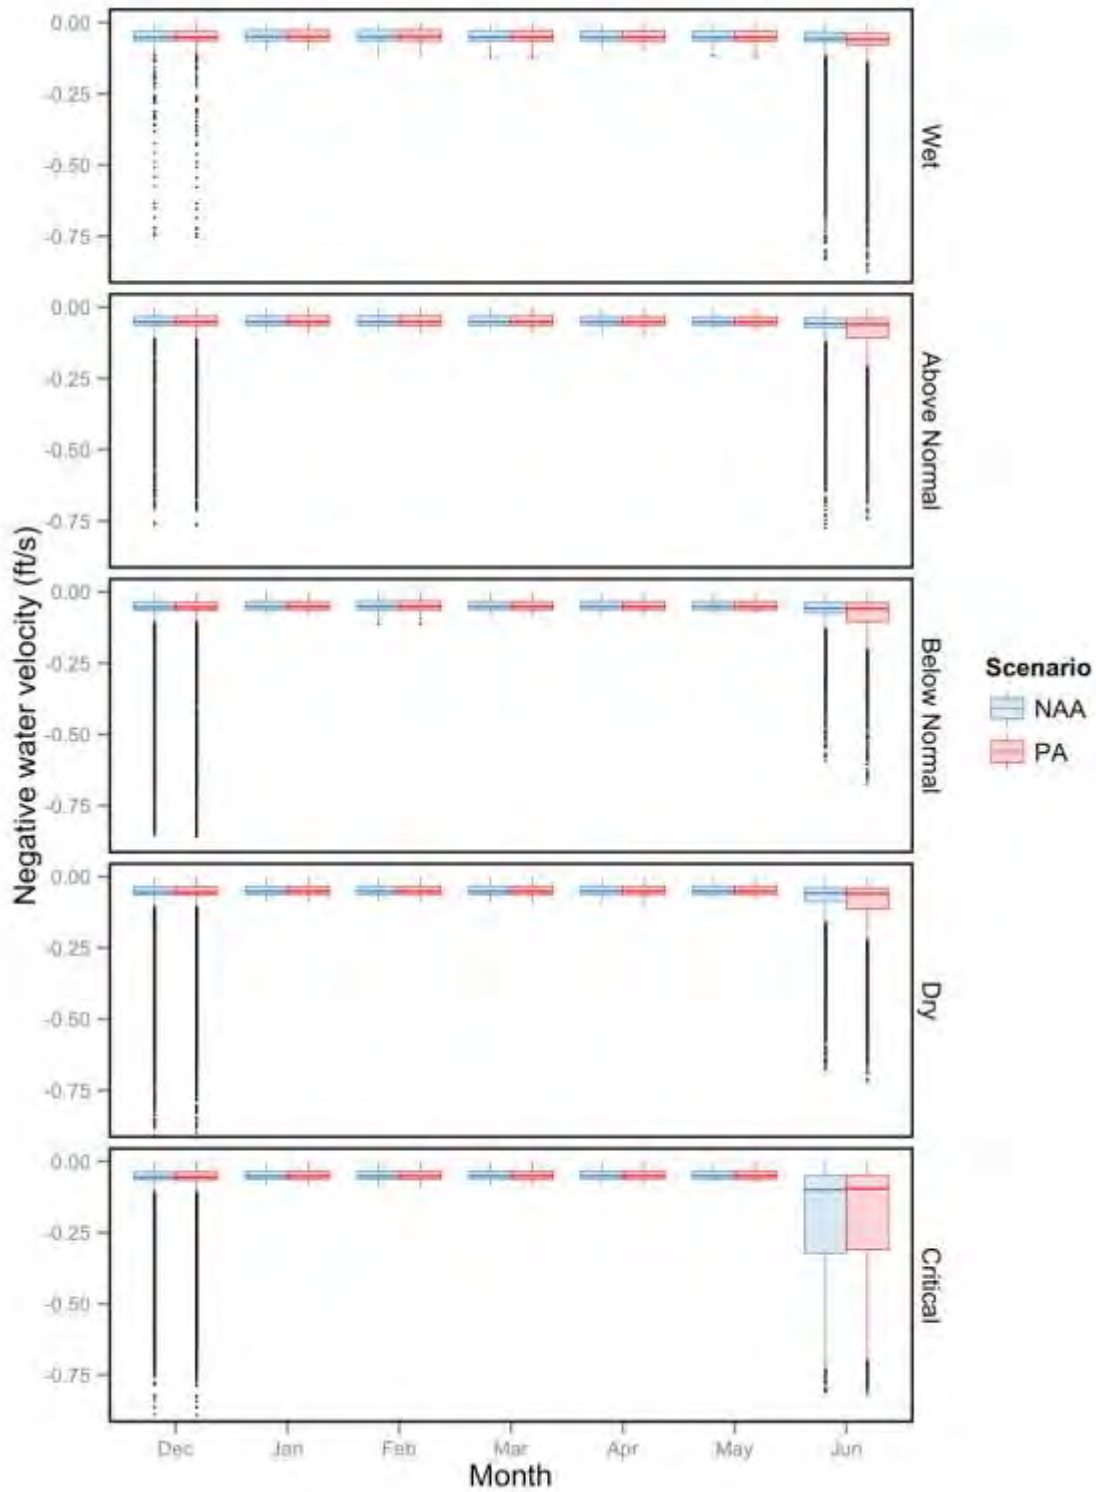 Negative water velocity (ft/s)
0.00
-0.25
-0.50
-0.75
Wet
0.00
-0.25
-0.50
-0.75
Above Normal
0.00
-0.25
-0.50
-0.75
Below Normal
0.00
-0.25
-0.50
-0.75
Dry
0.00
-0.25
-0.50
-0.75
Critical
Dec Jan Feb Mar Apr May Jun
Month
Scenario
NAA
PA